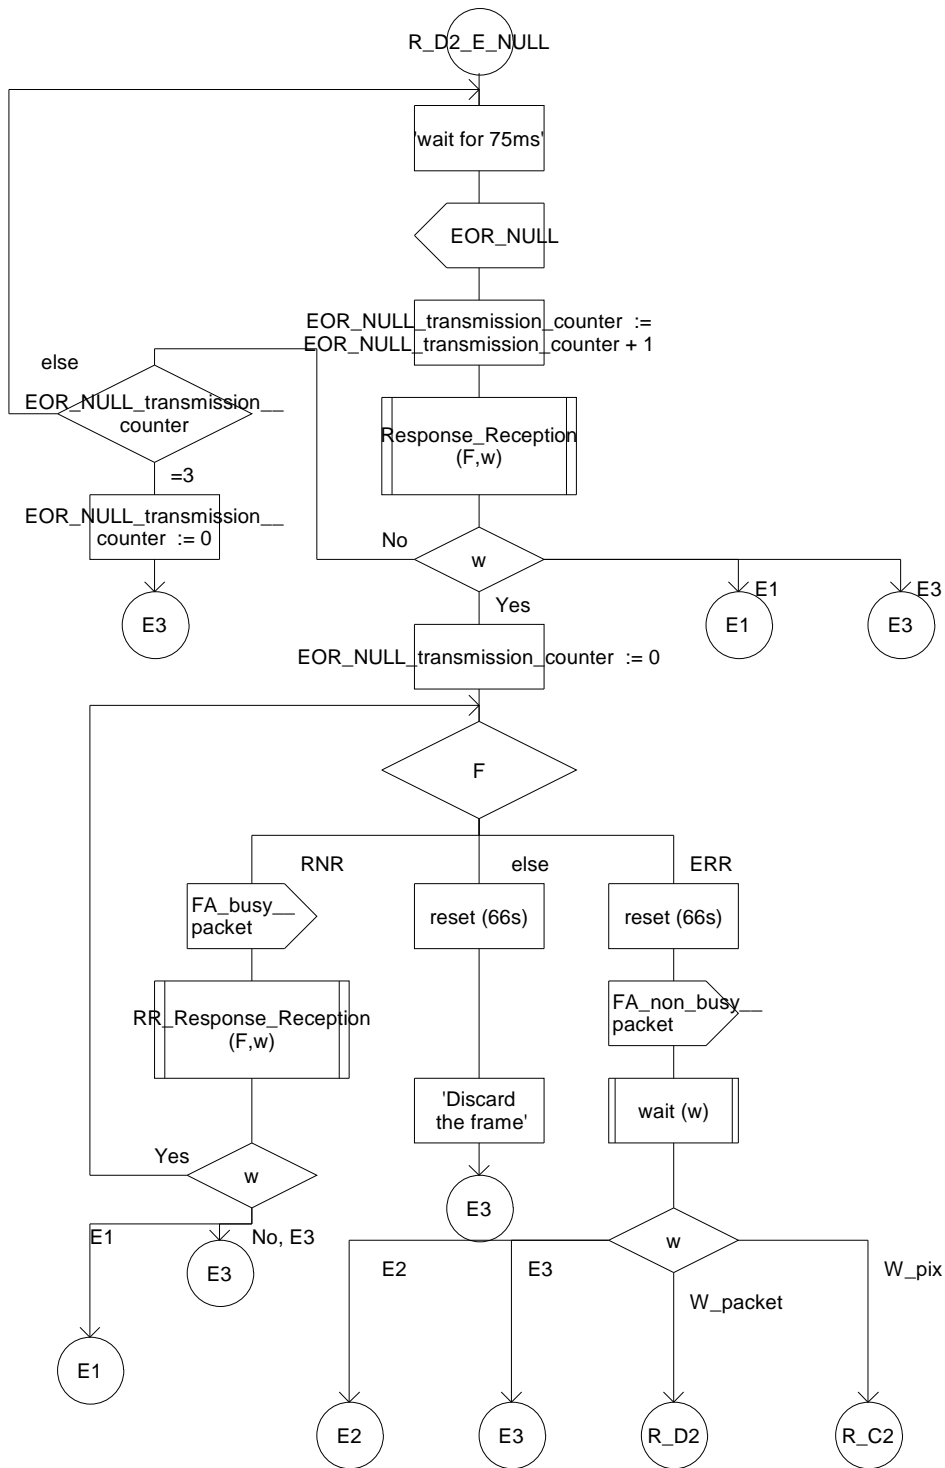 R_D2_E_NULL
'wait for 75ms'
EOR_NULL
EOR_NULL_transmission_counter :=
EOR_NULL_transmission_counter + 1
else
EOR_NULL_transmission__
counter
Response_Reception
(F,w)
=3
EOR_NULL_transmission__
counter := 0
No
w
E1
E3
E3
E1
E3
Yes
EOR_NULL_transmission_counter := 0
F
RNR
else
ERR
FA_busy__
packet
reset (66s)
reset (66s)
FA_non_busy__
packet
RR_Response_Reception
(F,w)
'Discard
the frame'
wait (w)
Yes
w
E3
E1
No, E3
E3
w
E2
E3
W_pix
W_packet
E1
E2
E3
R_D2
R_C2